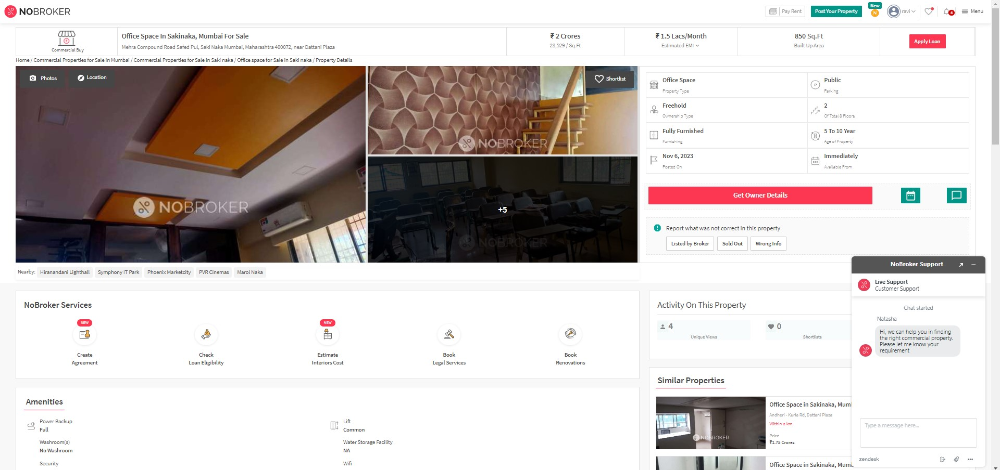 NOBROKER
Pay Rent
Post Your Property
New
N
ravi
4
Menu
Commercial Buy
Office Space In Sakinaka, Mumbai For Sale
Mehra Compound Road Safed Pul, Saki Naka Mumbai, Maharashtra 400072, near Dattani Plaza
₹ 2 Crores
23,529 / Sq.Ft
₹ 1.5 Lacs/Month
Estimated EMI
850 Sq.Ft
Built Up Area
Apply Loan
Home / Commercial Properties for Sale in Mumbai / Commercial Properties for Sale in Saki naka / Office space for Sale in Saki naka / Property Details
Photos
Location
Shortlist
NOBROKER
NOBROKER
+5
NOBROKER
Office Space
Property Type
Public
Parking
Freehold
Ownership Type
2
Of Total 8 Floors
Fully Furnished
Furnishing
5 To 10 Year
Age of Property
Nov 6, 2023
Posted On
Immediately
Available From
Get Owner Details
Report what was not correct in this property
Listed by Broker
Sold Out
Wrong Info
Nearby:
Hiranandani Lighthall
Symphony IT Park
Phoenix Marketcity
PVR Cinemas
Marol Naka
NoBroker Services
NEW
Create
Agreement
Check
Loan Eligibility
NEW
Estimate
Interiors Cost
Book
Legal Services
Book
Renovations
Amenities
Power Backup
Full
Lift
Common
Washroom(s)
No Washroom
Water Storage Facility
NA
Security
Wifi
Activity On This Property
4
Unique Views
0
Shortlists
Similar Properties
Office Space in Sakinaka, Mum
Andheri - Kurla Rd, Dattani Plaza
Within a km
Price
₹1.75 Crores
NOBROKER
Office Space in Sakinaka, Mum
NoBroker Support
Live Support
Customer Support
Chat started
Natasha
Hi, we can help you in finding
the right commercial property.
Please let me know your
requirement
Type a message here...
zendesk